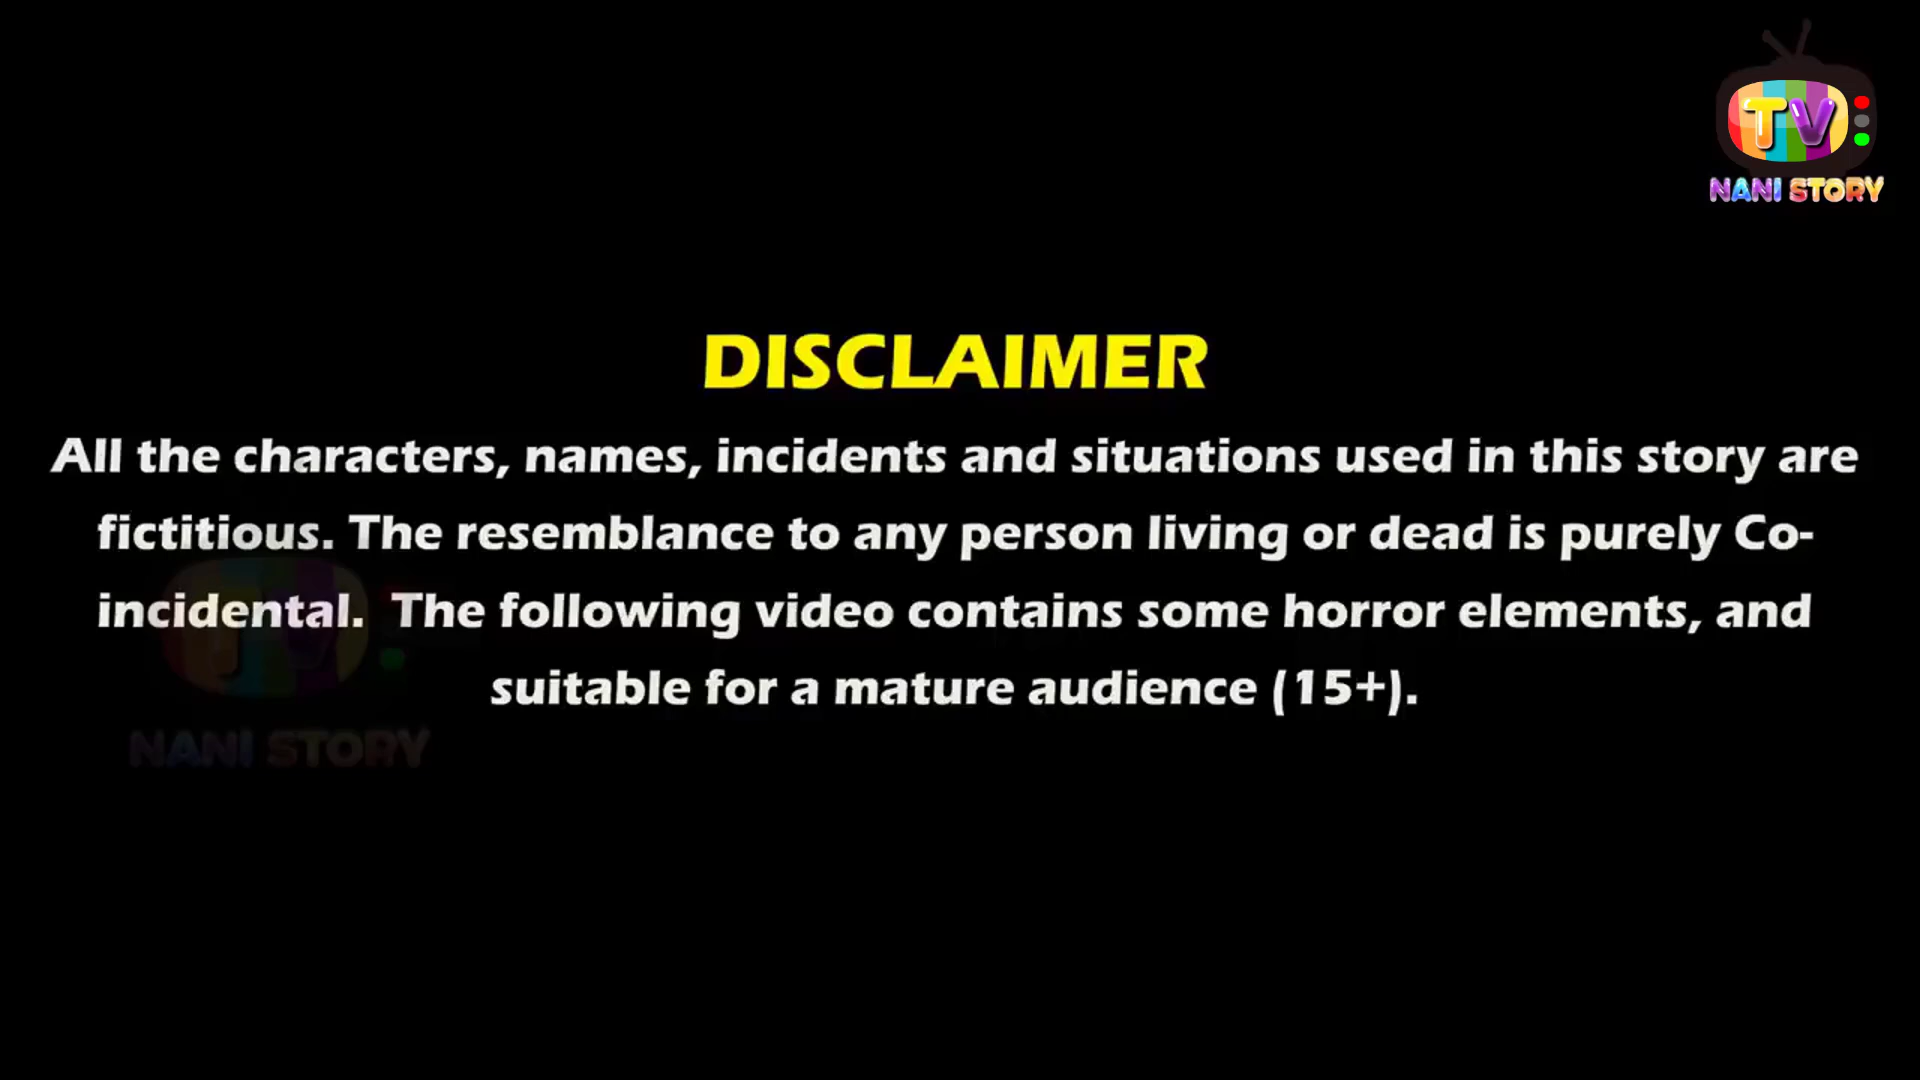 TV
NANI STORY
DISCLAIMER
All the characters, names, incidents and situations used in this story are
fictitious. The resemblance to any person living or dead is purely Co-
incidental.  The following video contains some horror elements, and
suitable for a mature audience (15+).
TV
NANI STORY